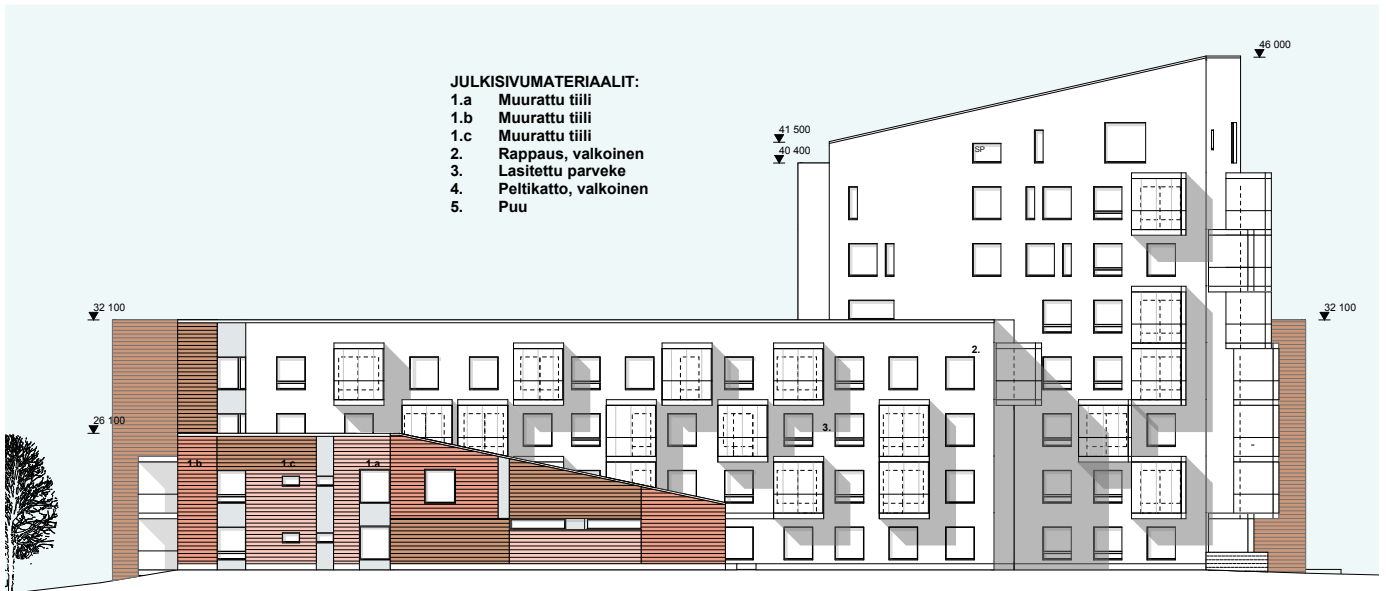 46 000
JULKISIVUMATERIAALIT:
1.a Muurattu tiili
1.b Muurattu tiili
1.c Muurattu tiili
2. Rappaus, valkoinen
3. Lasitettu parveke
4. Peltikatto, valkoinen
5. Puu
41 500
40 400
SP
32 100
32 100
2.
26 100
3.
1.b
1.c
1.a